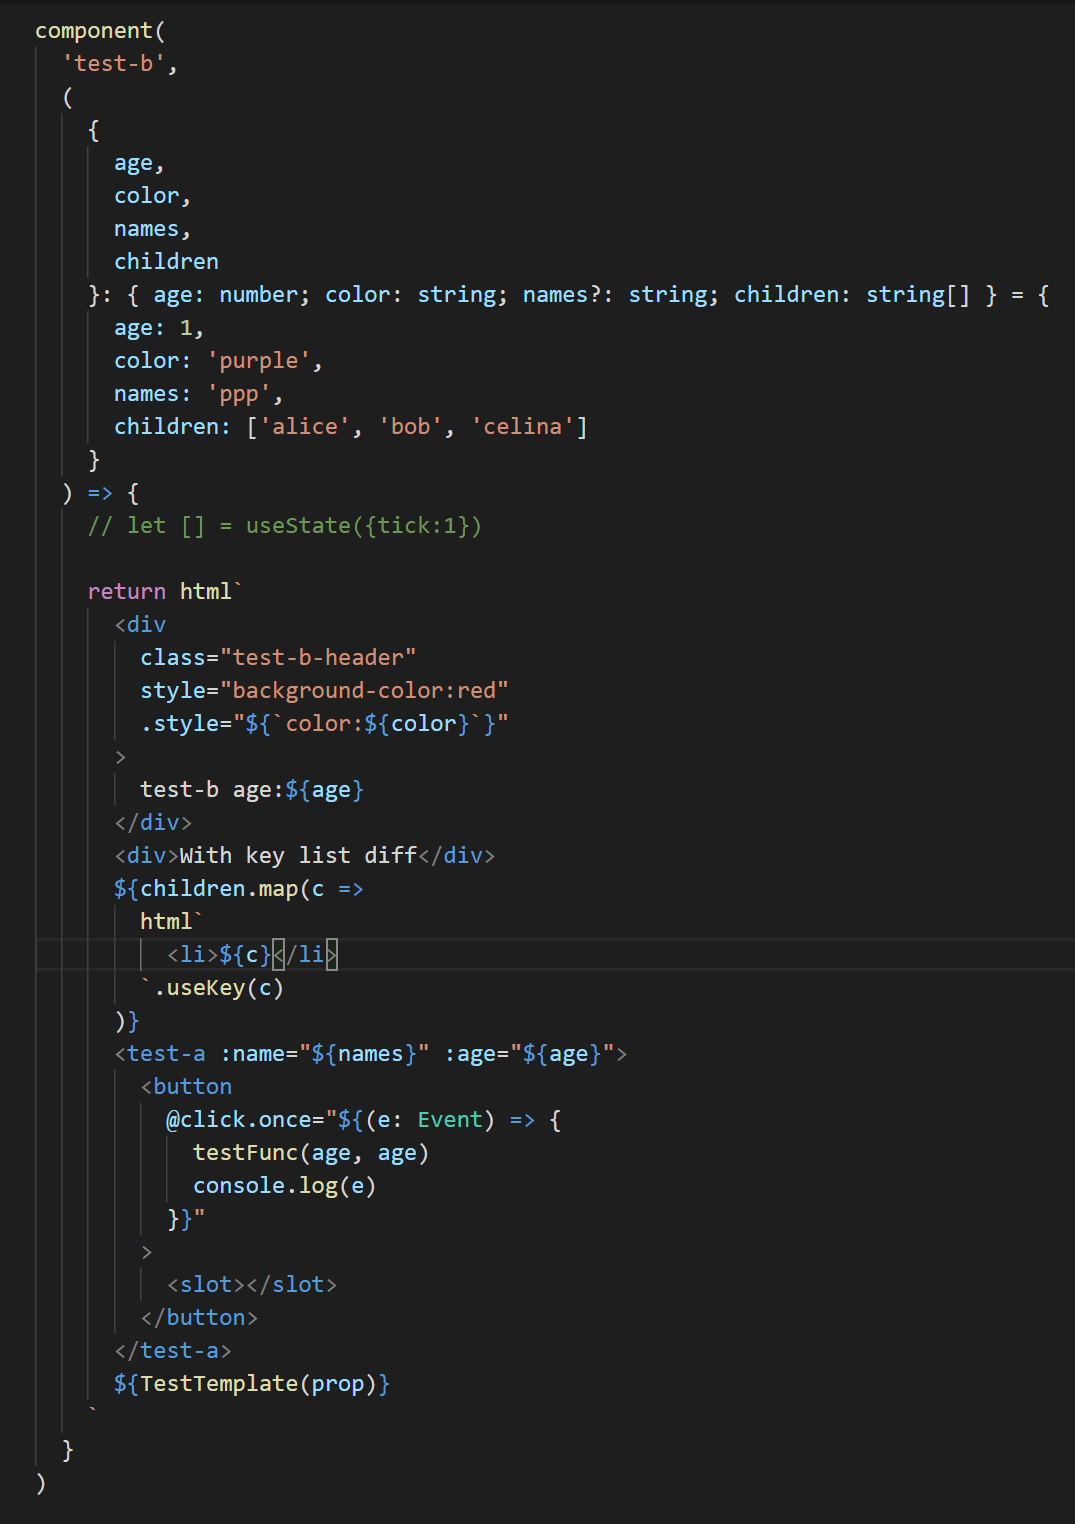 component(
  'test-b',
  (
    {
      age,
      color,
      names,
      children
    }: { age: number; color: string; names?: string; children: string[] } = {
      age: 1,
      color: 'purple',
      names: 'ppp',
      children: ['alice', 'bob', 'celina']
    }
  ) => {
    // let [] = useState({tick:1})

    return html`
      <div
        class="test-b-header"
        style="background-color:red"
        .style="${`color:${color}`}"
      >
        test-b age:${age}
      </div>
      <div>With key list diff</div>
      ${children.map(c =>
        html`
          <li>${c}</li>
        `.useKey(c)
      )}
      <test-a :name="${names}" :age="${age}">
        <button
          @click.once="${(e: Event) => {
            testFunc(age, age)
            console.log(e)
          }}"
        >
          <slot></slot>
        </button>
      </test-a>
      ${TestTemplate(prop)}
    `
  }
)